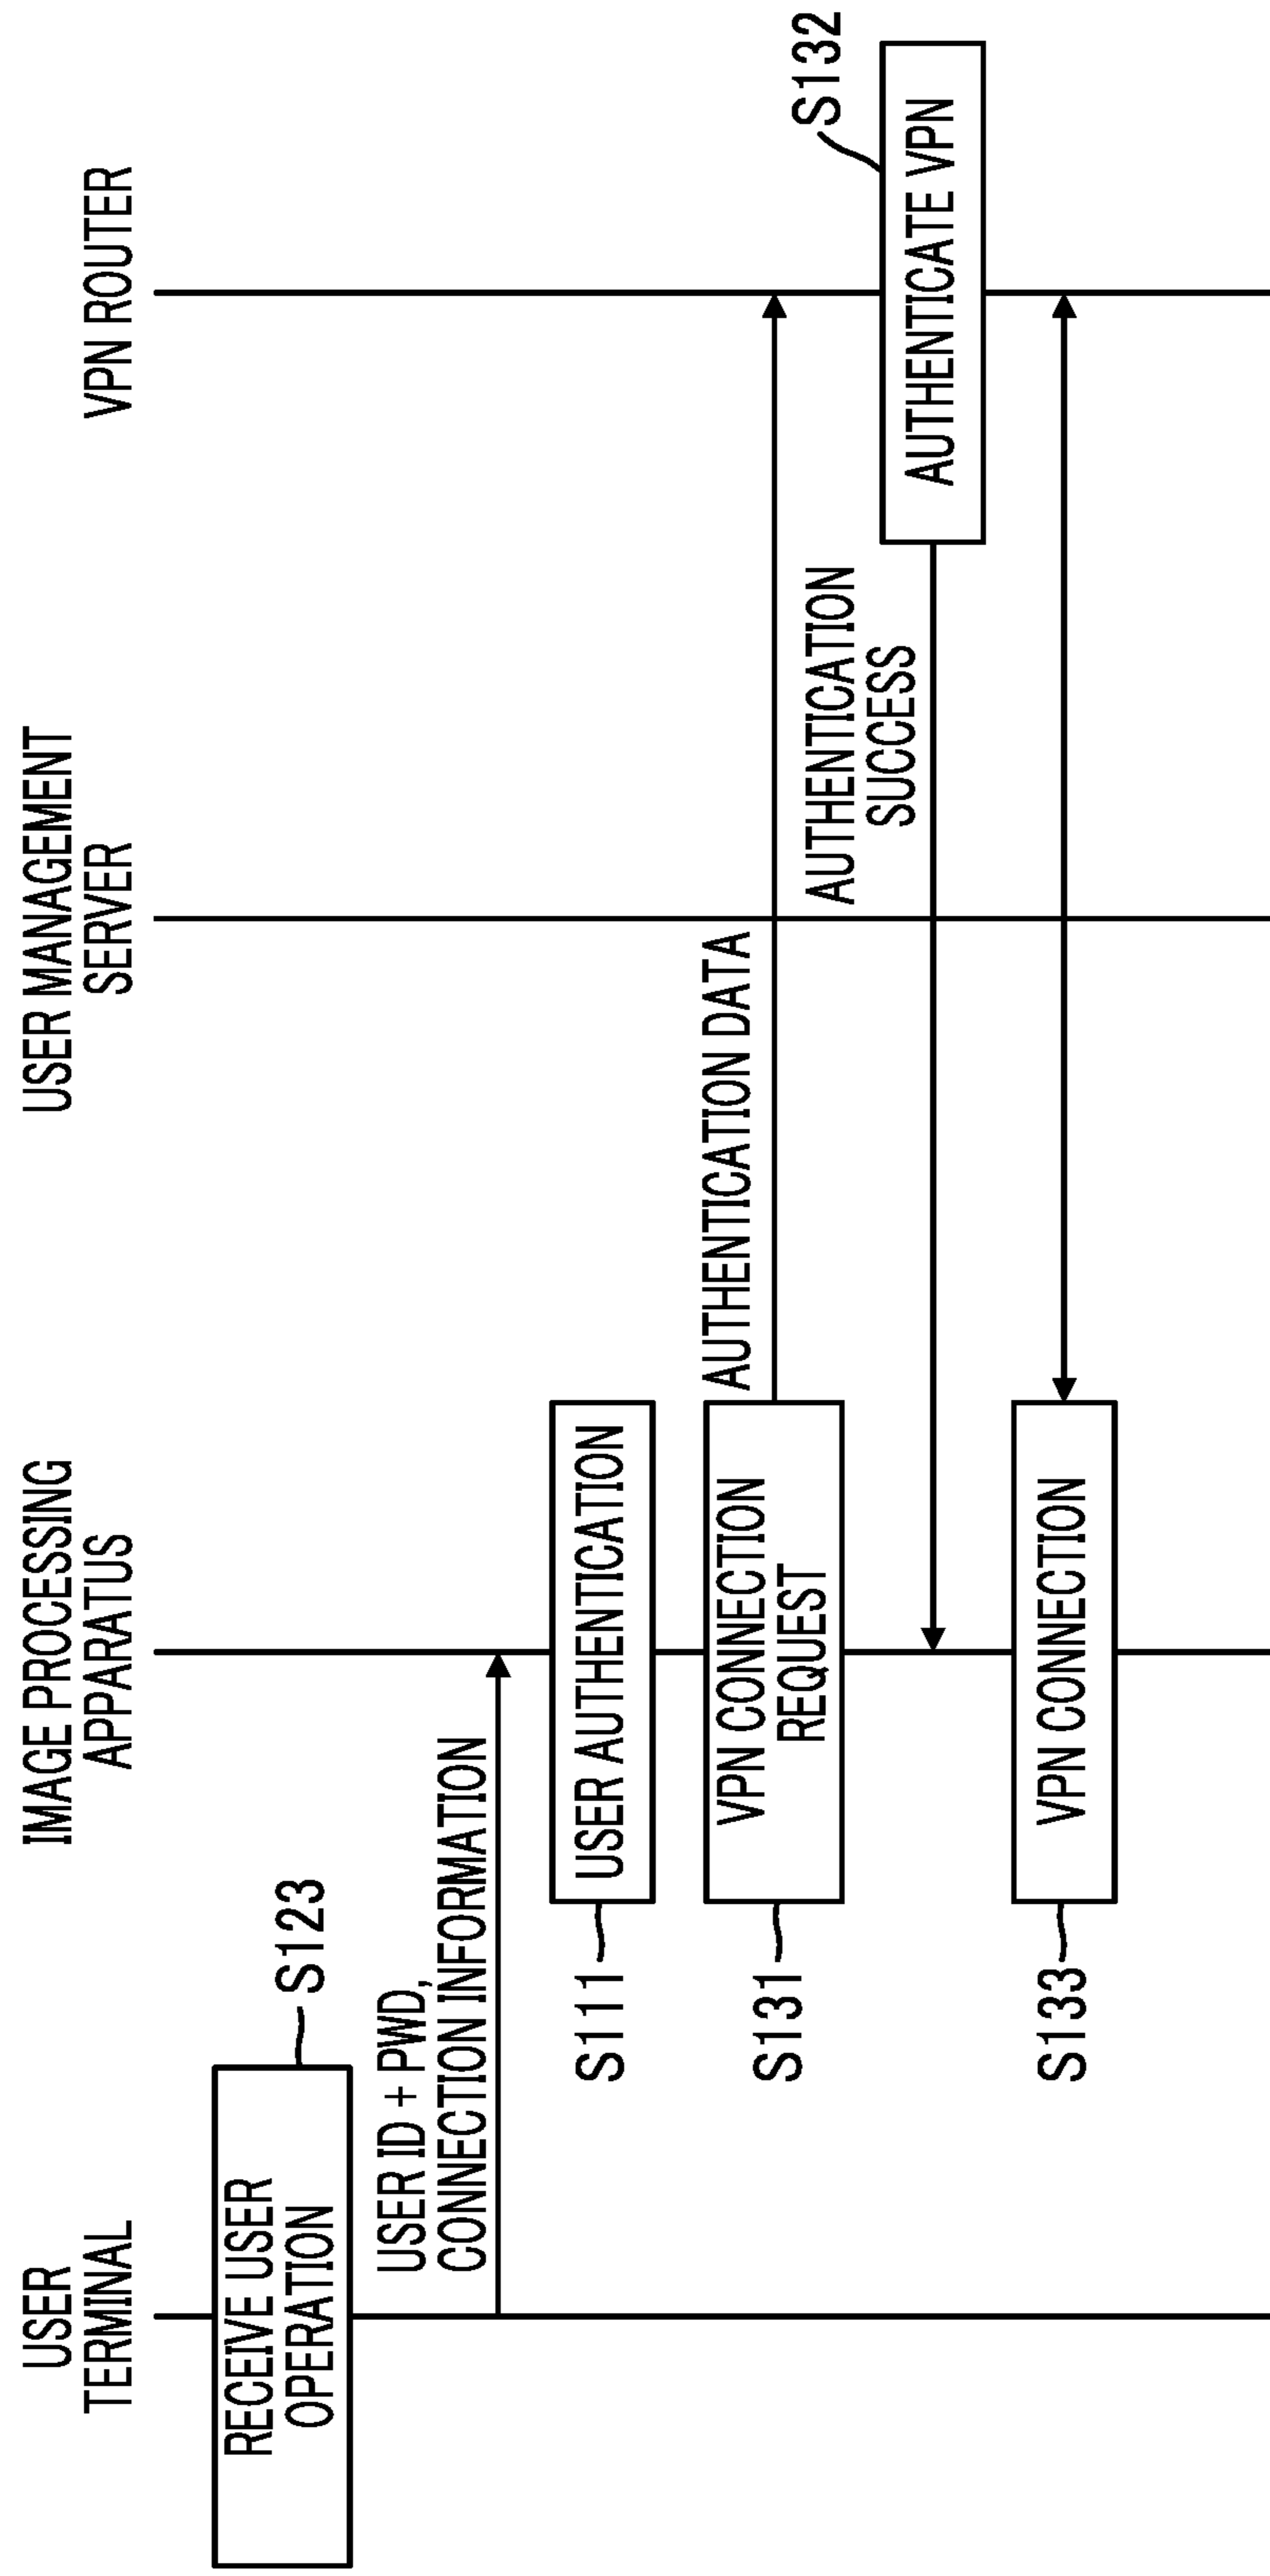 USER
TERMINAL
IMAGE PROCESSING
APPARATUS
USER MANAGEMENT
SERVER
VPN ROUTER
RECEIVE USER
OPERATION
S123
USER ID + PWD,
CONNECTION INFORMATION
S111
USER AUTHENTICATION
S131
VPN CONNECTION
REQUEST
AUTHENTICATION DATA
S132
AUTHENTICATE VPN
AUTHENTICATION
SUCCESS
S133
VPN CONNECTION